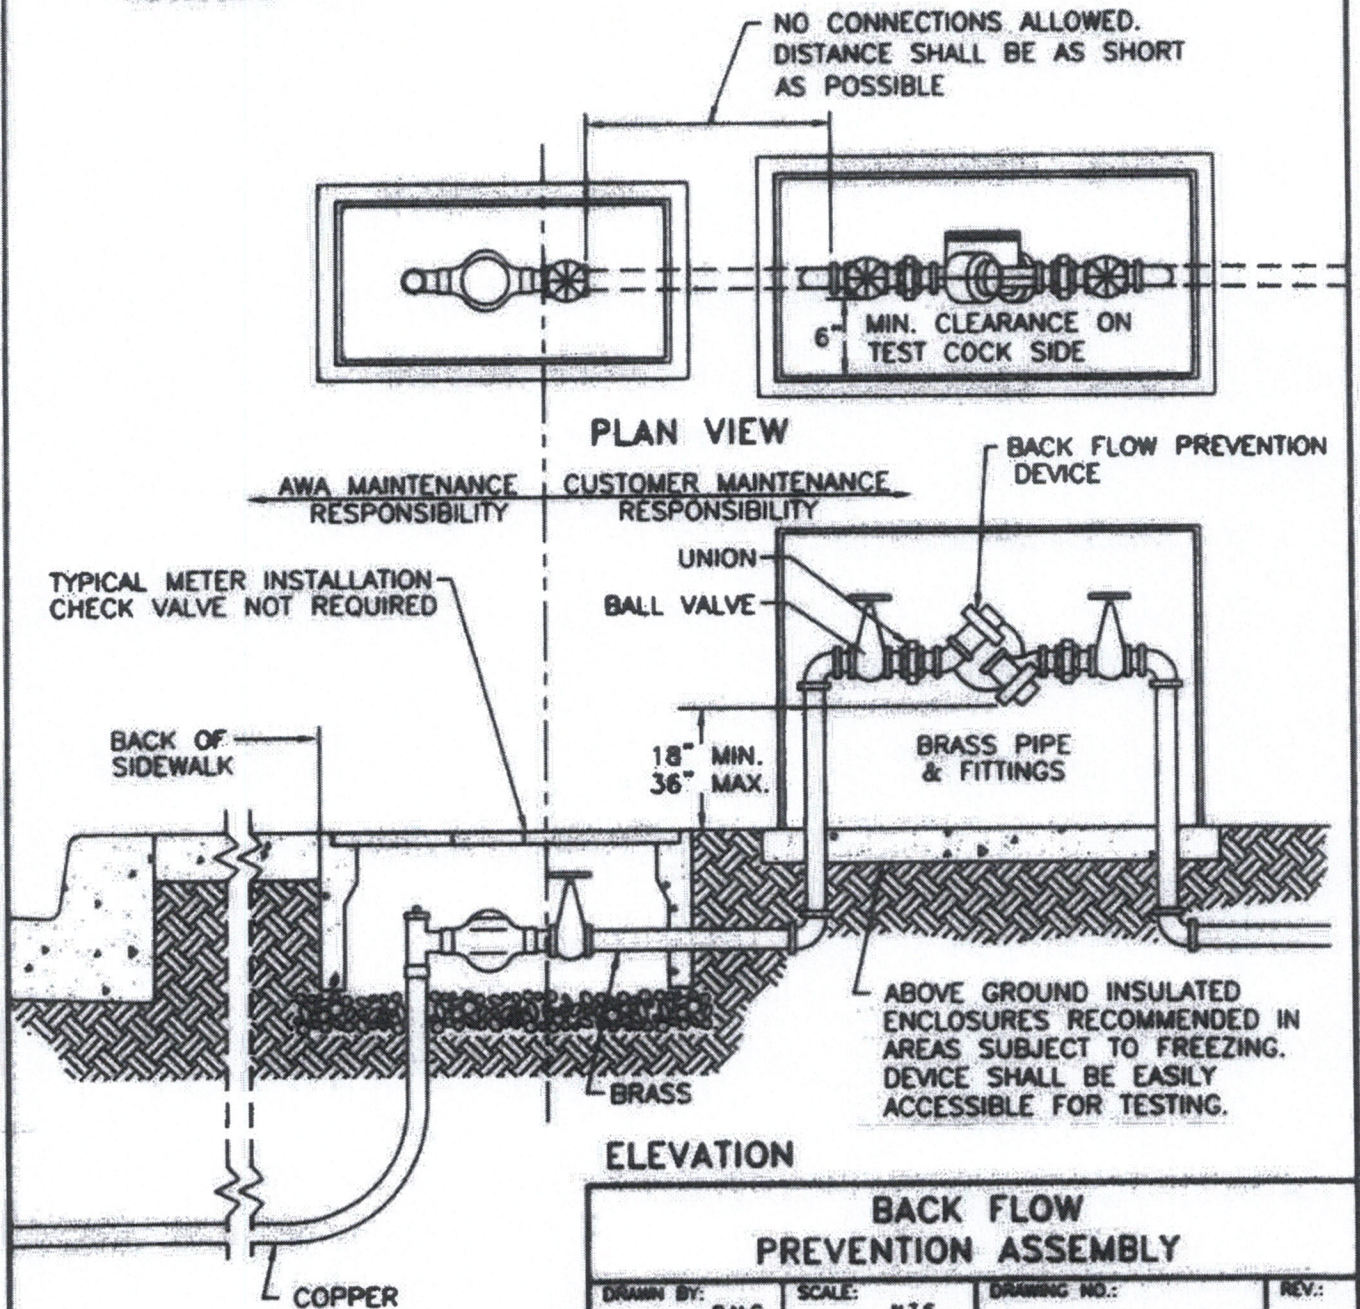 NO CONNECTIONS ALLOWED.
DISTANCE SHALL BE AS SHORT
AS POSSIBLE
6"
MIN. CLEARANCE ON
TEST COCK SIDE
PLAN VIEW
BACK FLOW PREVENTION
DEVICE
AWA MAINTENANCE
RESPONSIBILITY
CUSTOMER MAINTENANCE
RESPONSIBILITY
UNION
BALL VALVE
TYPICAL METER INSTALLATION
CHECK VALVE NOT REQUIRED
BACK OF
SIDEWALK
18" MIN.
36" MAX.
BRASS PIPE
& FITTINGS
ABOVE GROUND INSULATED
ENCLOSURES RECOMMENDED IN
AREAS SUBJECT TO FREEZING.
DEVICE SHALL BE EASILY
ACCESSIBLE FOR TESTING.
BRASS
ELEVATION
COPPER
BACK FLOW
PREVENTION ASSEMBLY
DRAWN BY:
SCALE:
DRAWING NO.:
REV.: